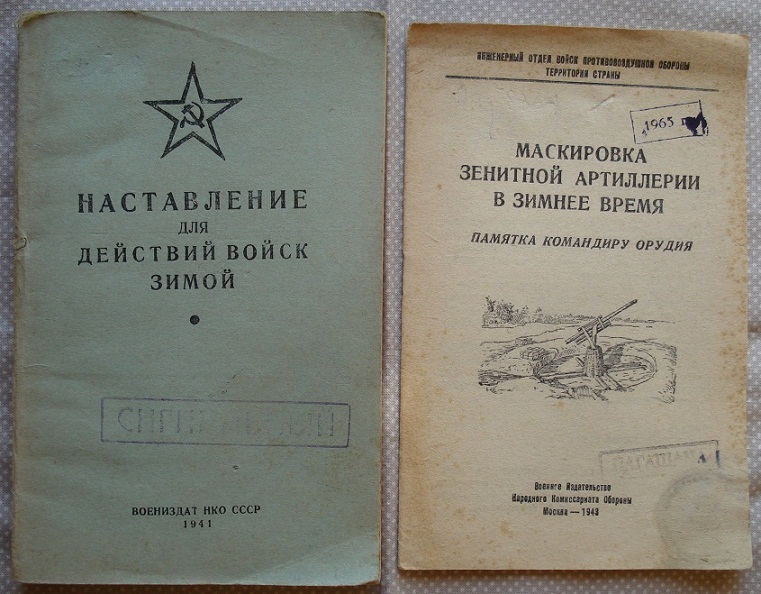 НАСТАВЛЕНИЕ
ДЛЯ
ДЕЙСТВИЙ ВОЙСК
ЗИМОЙ
ВОЕНИЗДАТ НКО СССР
1941
ИНЖЕНЕРНЫЙ ОТДЕЛ ВОЙСК ПРОТИВОВОЗДУШНОЙ ОБОРОНЫ
ТЕРРИТОРИИ СТРАНЫ
1965
МАСКИРОВКА
ЗЕНИТНОЙ АРТИЛЛЕРИИ
В ЗИМНЕЕ ВРЕМЯ
ПАМЯТКА КОМАНДИРУ ОРУДИЯ
Военное Издательство
Народного Комиссариата Обороны
Москва — 1943